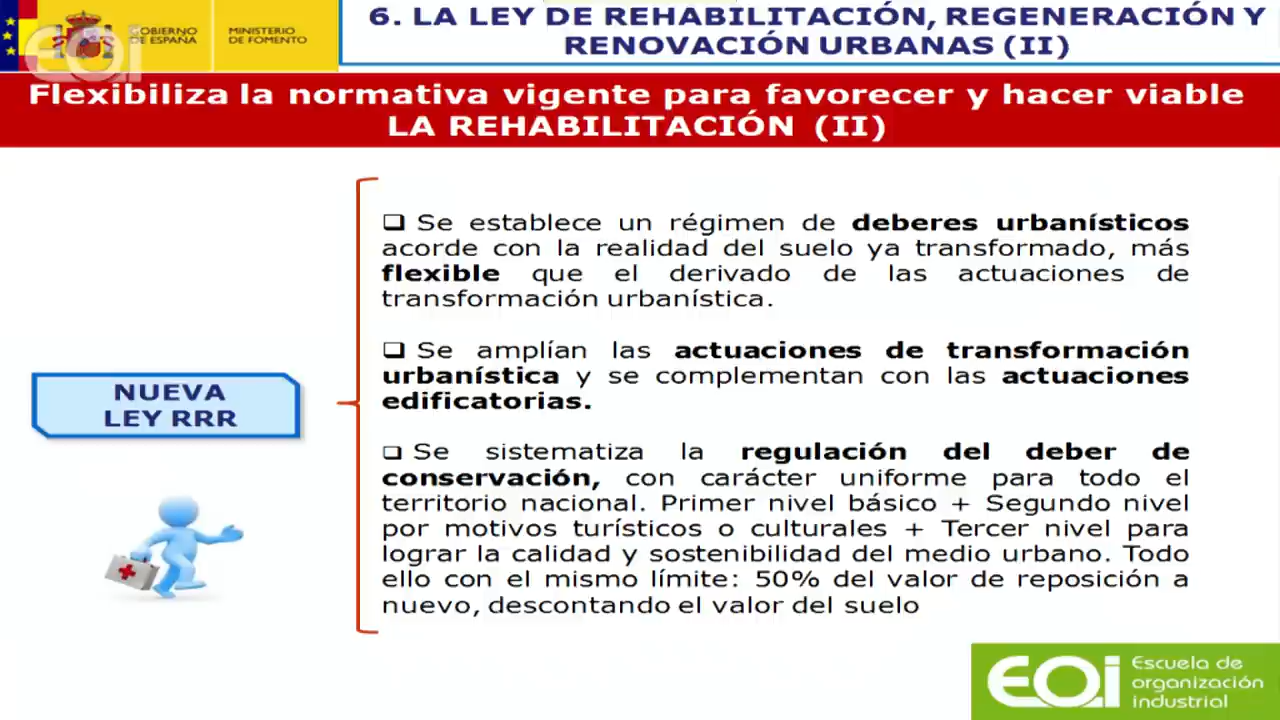 GOBIERNO
DE ESPAÑA
MINISTERIO
DE FOMENTO
eoi
6. LA LEY DE REHABILITACIÓN, REGENERACIÓN Y
RENOVACIÓN URBANAS (II)
Flexibiliza la normativa vigente para favorecer y hacer viable
LA REHABILITACIÓN (II)
NUEVA
LEY RRR
❑ Se establece un régimen de deberes urbanísticos
acorde con la realidad del suelo ya transformado, más
flexible que el derivado de las actuaciones de
transformación urbanística.
❑ Se amplían las actuaciones de transformación
urbanística y se complementan con las actuaciones
edificatorias.
❑ Se sistematiza la regulación del deber de
conservación, con carácter uniforme para todo el
territorio nacional. Primer nivel básico + Segundo nivel
por motivos turísticos o culturales + Tercer nivel para
lograr la calidad y sostenibilidad del medio urbano. Todo
ello con el mismo límite: 50% del valor de reposición a
nuevo, descontando el valor del suelo
eoi
Escuela de
organización
industrial